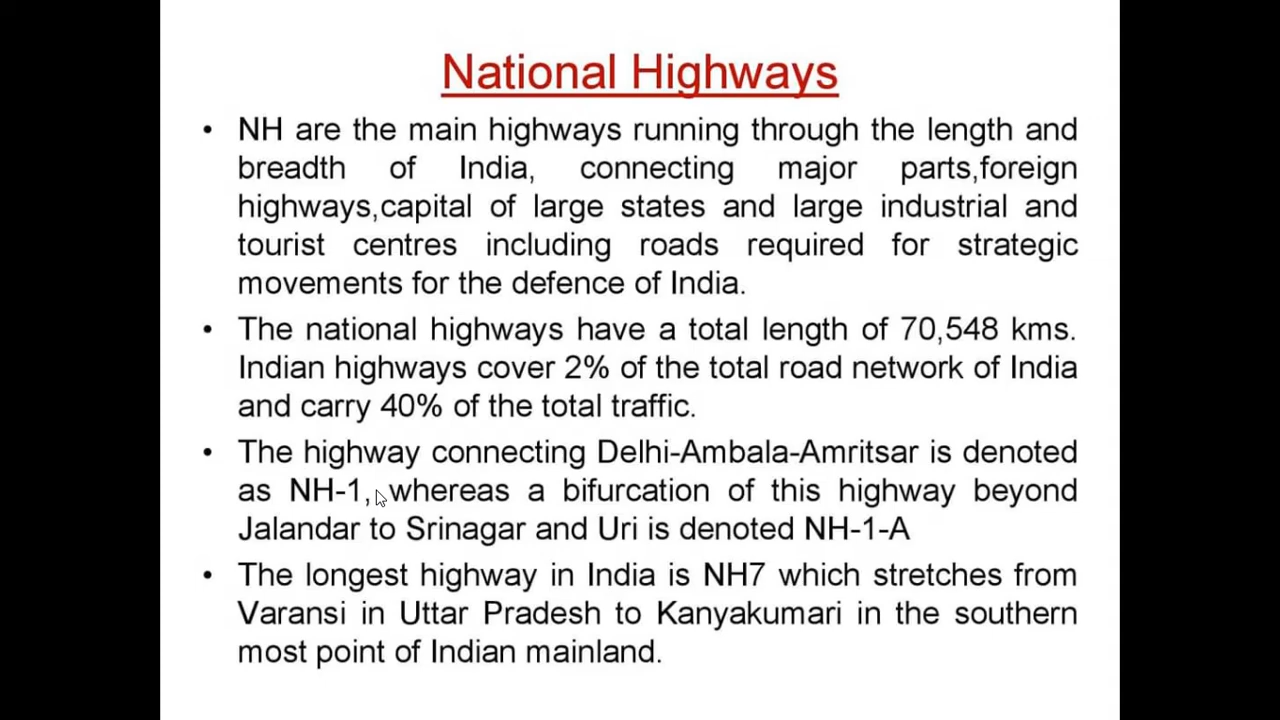 National Highways
• NH are the main highways running through the length and
breadth of India, connecting major parts,foreign
highways,capital of large states and large industrial and
tourist centres including roads required for strategic
movements for the defence of India.
• The national highways have a total length of 70,548 kms.
Indian highways cover 2% of the total road network of India
and carry 40% of the total traffic.
• The highway connecting Delhi-Ambala-Amritsar is denoted
as NH-1, whereas a bifurcation of this highway beyond
Jalandar to Srinagar and Uri is denoted NH-1-A
• The longest highway in India is NH7 which stretches from
Varansi in Uttar Pradesh to Kanyakumari in the southern
most point of Indian mainland.